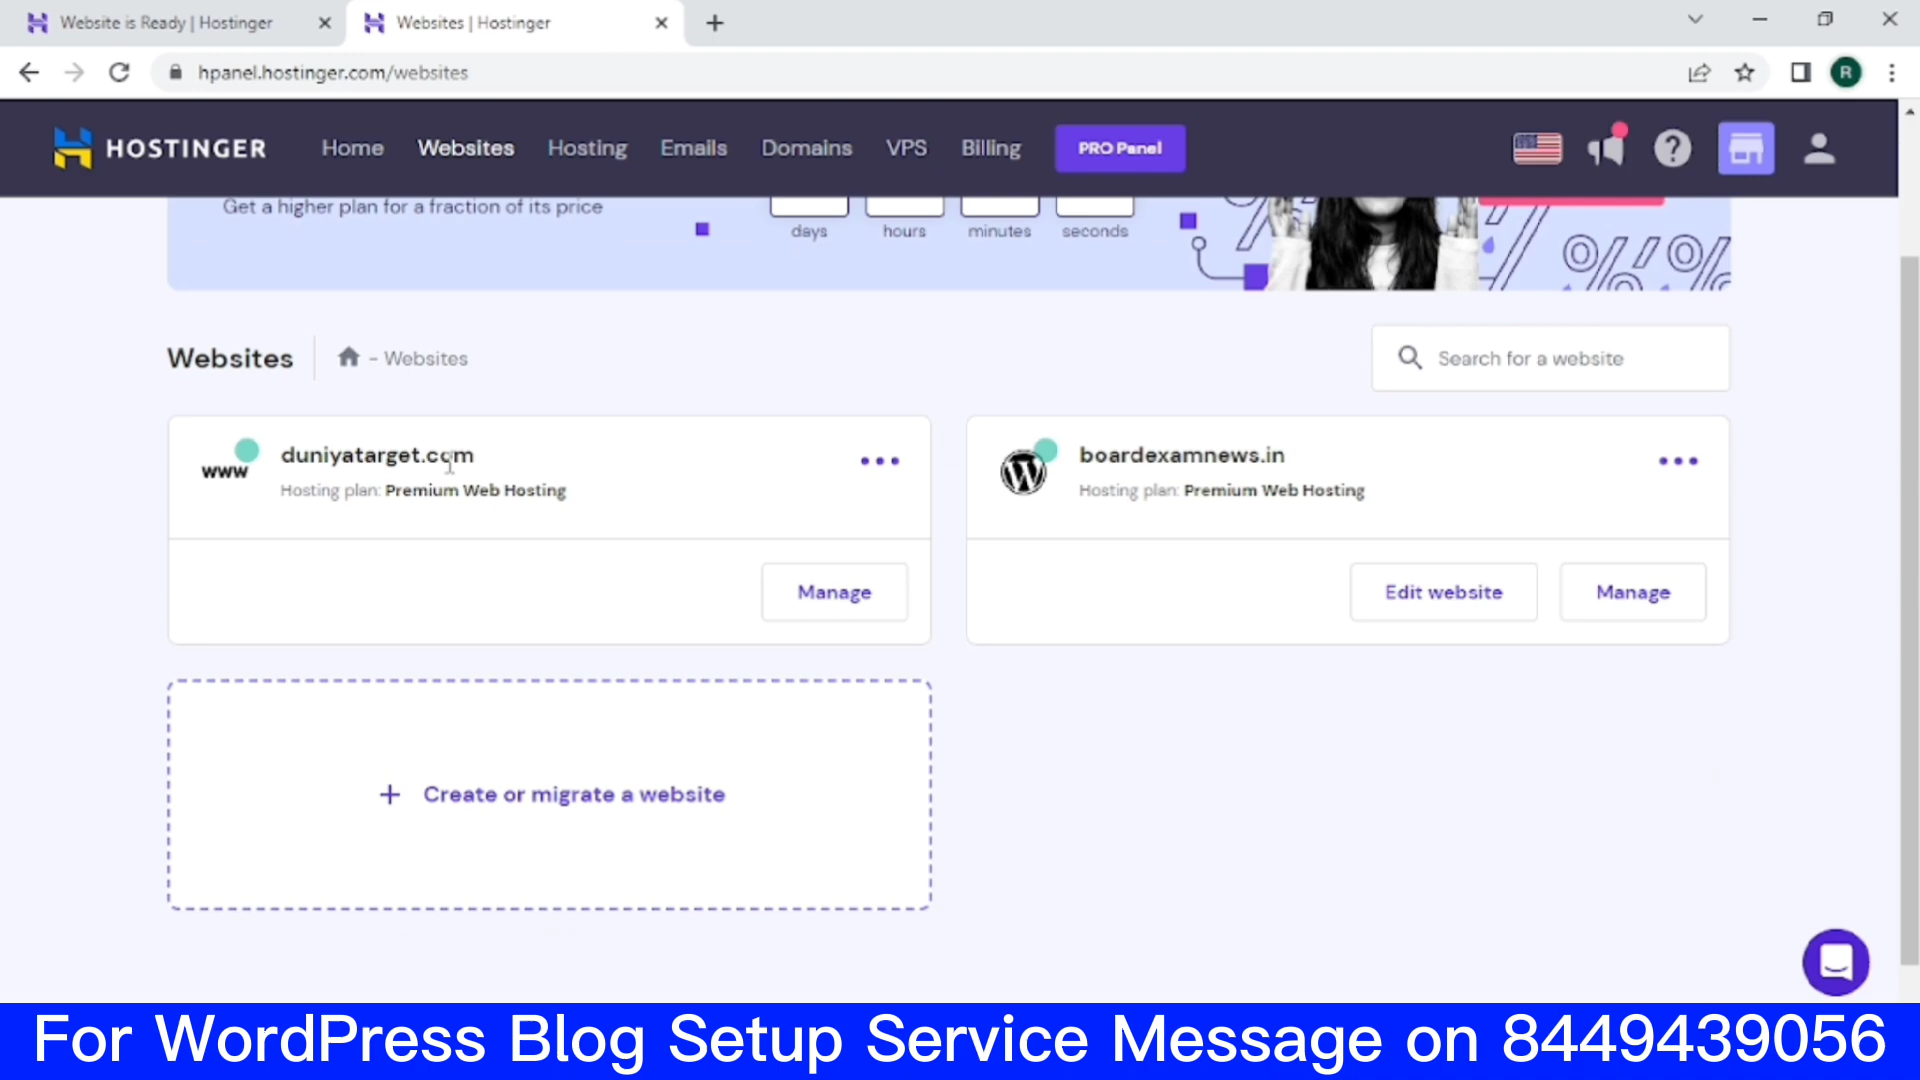 Website is Ready | Hostinger
Websites | Hostinger
hpanel.hostinger.com/websites
R
HOSTINGER
Home
Websites
Hosting
Emails
Domains
VPS
Billing
PRO Panel
Get a higher plan for a fraction of its price
days
hours
minutes
seconds
Websites
- Websites
Search for a website
www
duniyatarget.com
Hosting plan: Premium Web Hosting
Manage
boardexamnews.in
Hosting plan: Premium Web Hosting
Edit website
Manage
+ Create or migrate a website
For WordPress Blog Setup Service Message on 8449439056